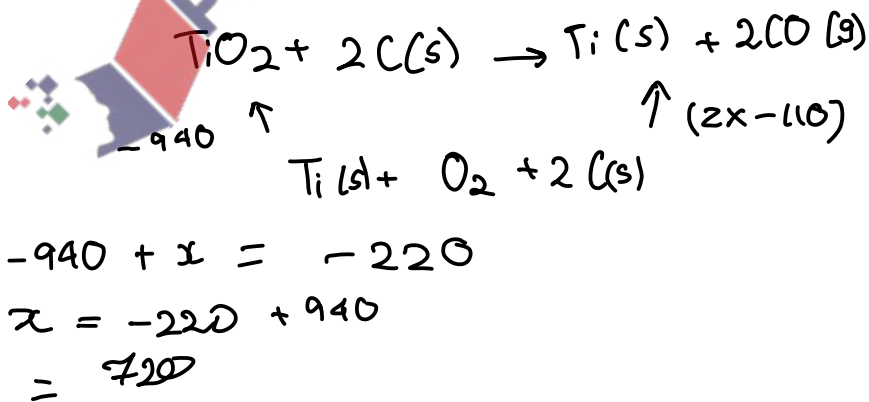 TiO₂ + 2C(s) → Ti(s) + 2CO(g)
-940 ↑ ↑ (2x-110)
Ti(s) + O₂ + 2C(s)
-940 + x = -220
x = -220 + 940
= 720